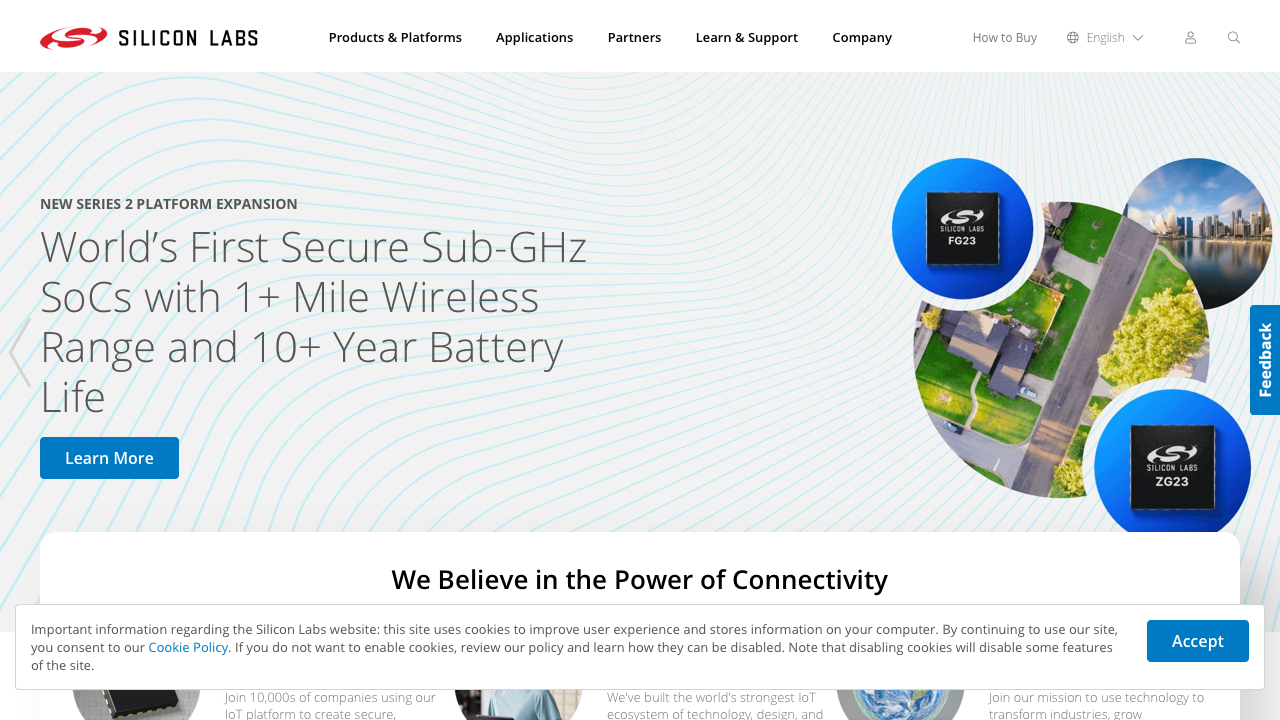 SILICON LABS
Products & Platforms
Applications
Partners
Learn & Support
Company
How to Buy
English
NEW SERIES 2 PLATFORM EXPANSION
World's First Secure Sub-GHz
SoCs with 1+ Mile Wireless
Range and 10+ Year Battery
Life
Learn More
SILICON LABS
FG23
SILICON LABS
ZG23
Feedback
We Believe in the Power of Connectivity
Important information regarding the Silicon Labs website: this site uses cookies to improve user experience and stores information on your computer. By continuing to use our site,
you consent to our Cookie Policy. If you do not want to enable cookies, review our policy and learn how they can be disabled. Note that disabling cookies will disable some features
of the site.
Accept
Join 10,000s of companies using our
IoT platform to create secure,
We've built the world's strongest IoT
ecosystem of technology, design, and
Join our mission to use technology to
transform industries, grow